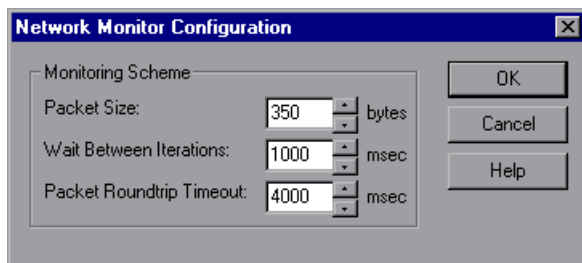 Network Monitor Configuration
Monitoring Scheme
Packet Size: 350 bytes
Wait Between Iterations: 1000 msec
Packet Roundtrip Timeout: 4000 msec
OK
Cancel
Help